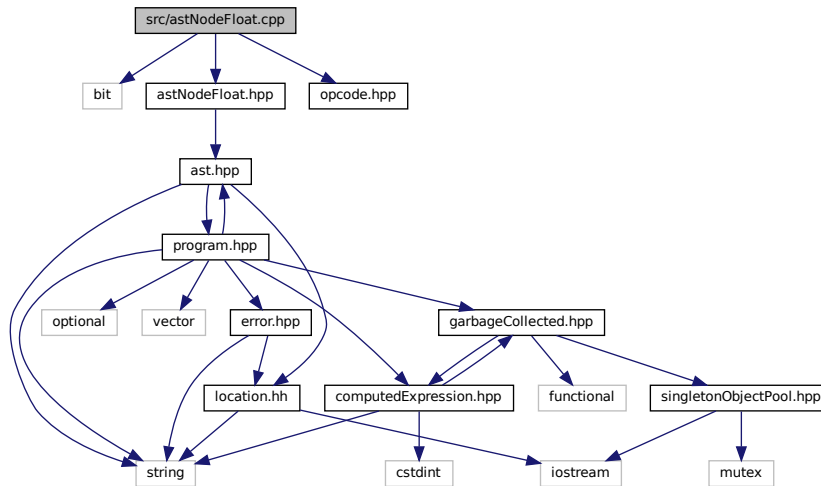 src/astNodeFloat.cpp
bit
astNodeFloat.hpp
opcode.hpp
ast.hpp
program.hpp
optional
vector
error.hpp
garbageCollected.hpp
location.hh
computedExpression.hpp
functional
singletonObjectPool.hpp
string
cstdint
iostream
mutex